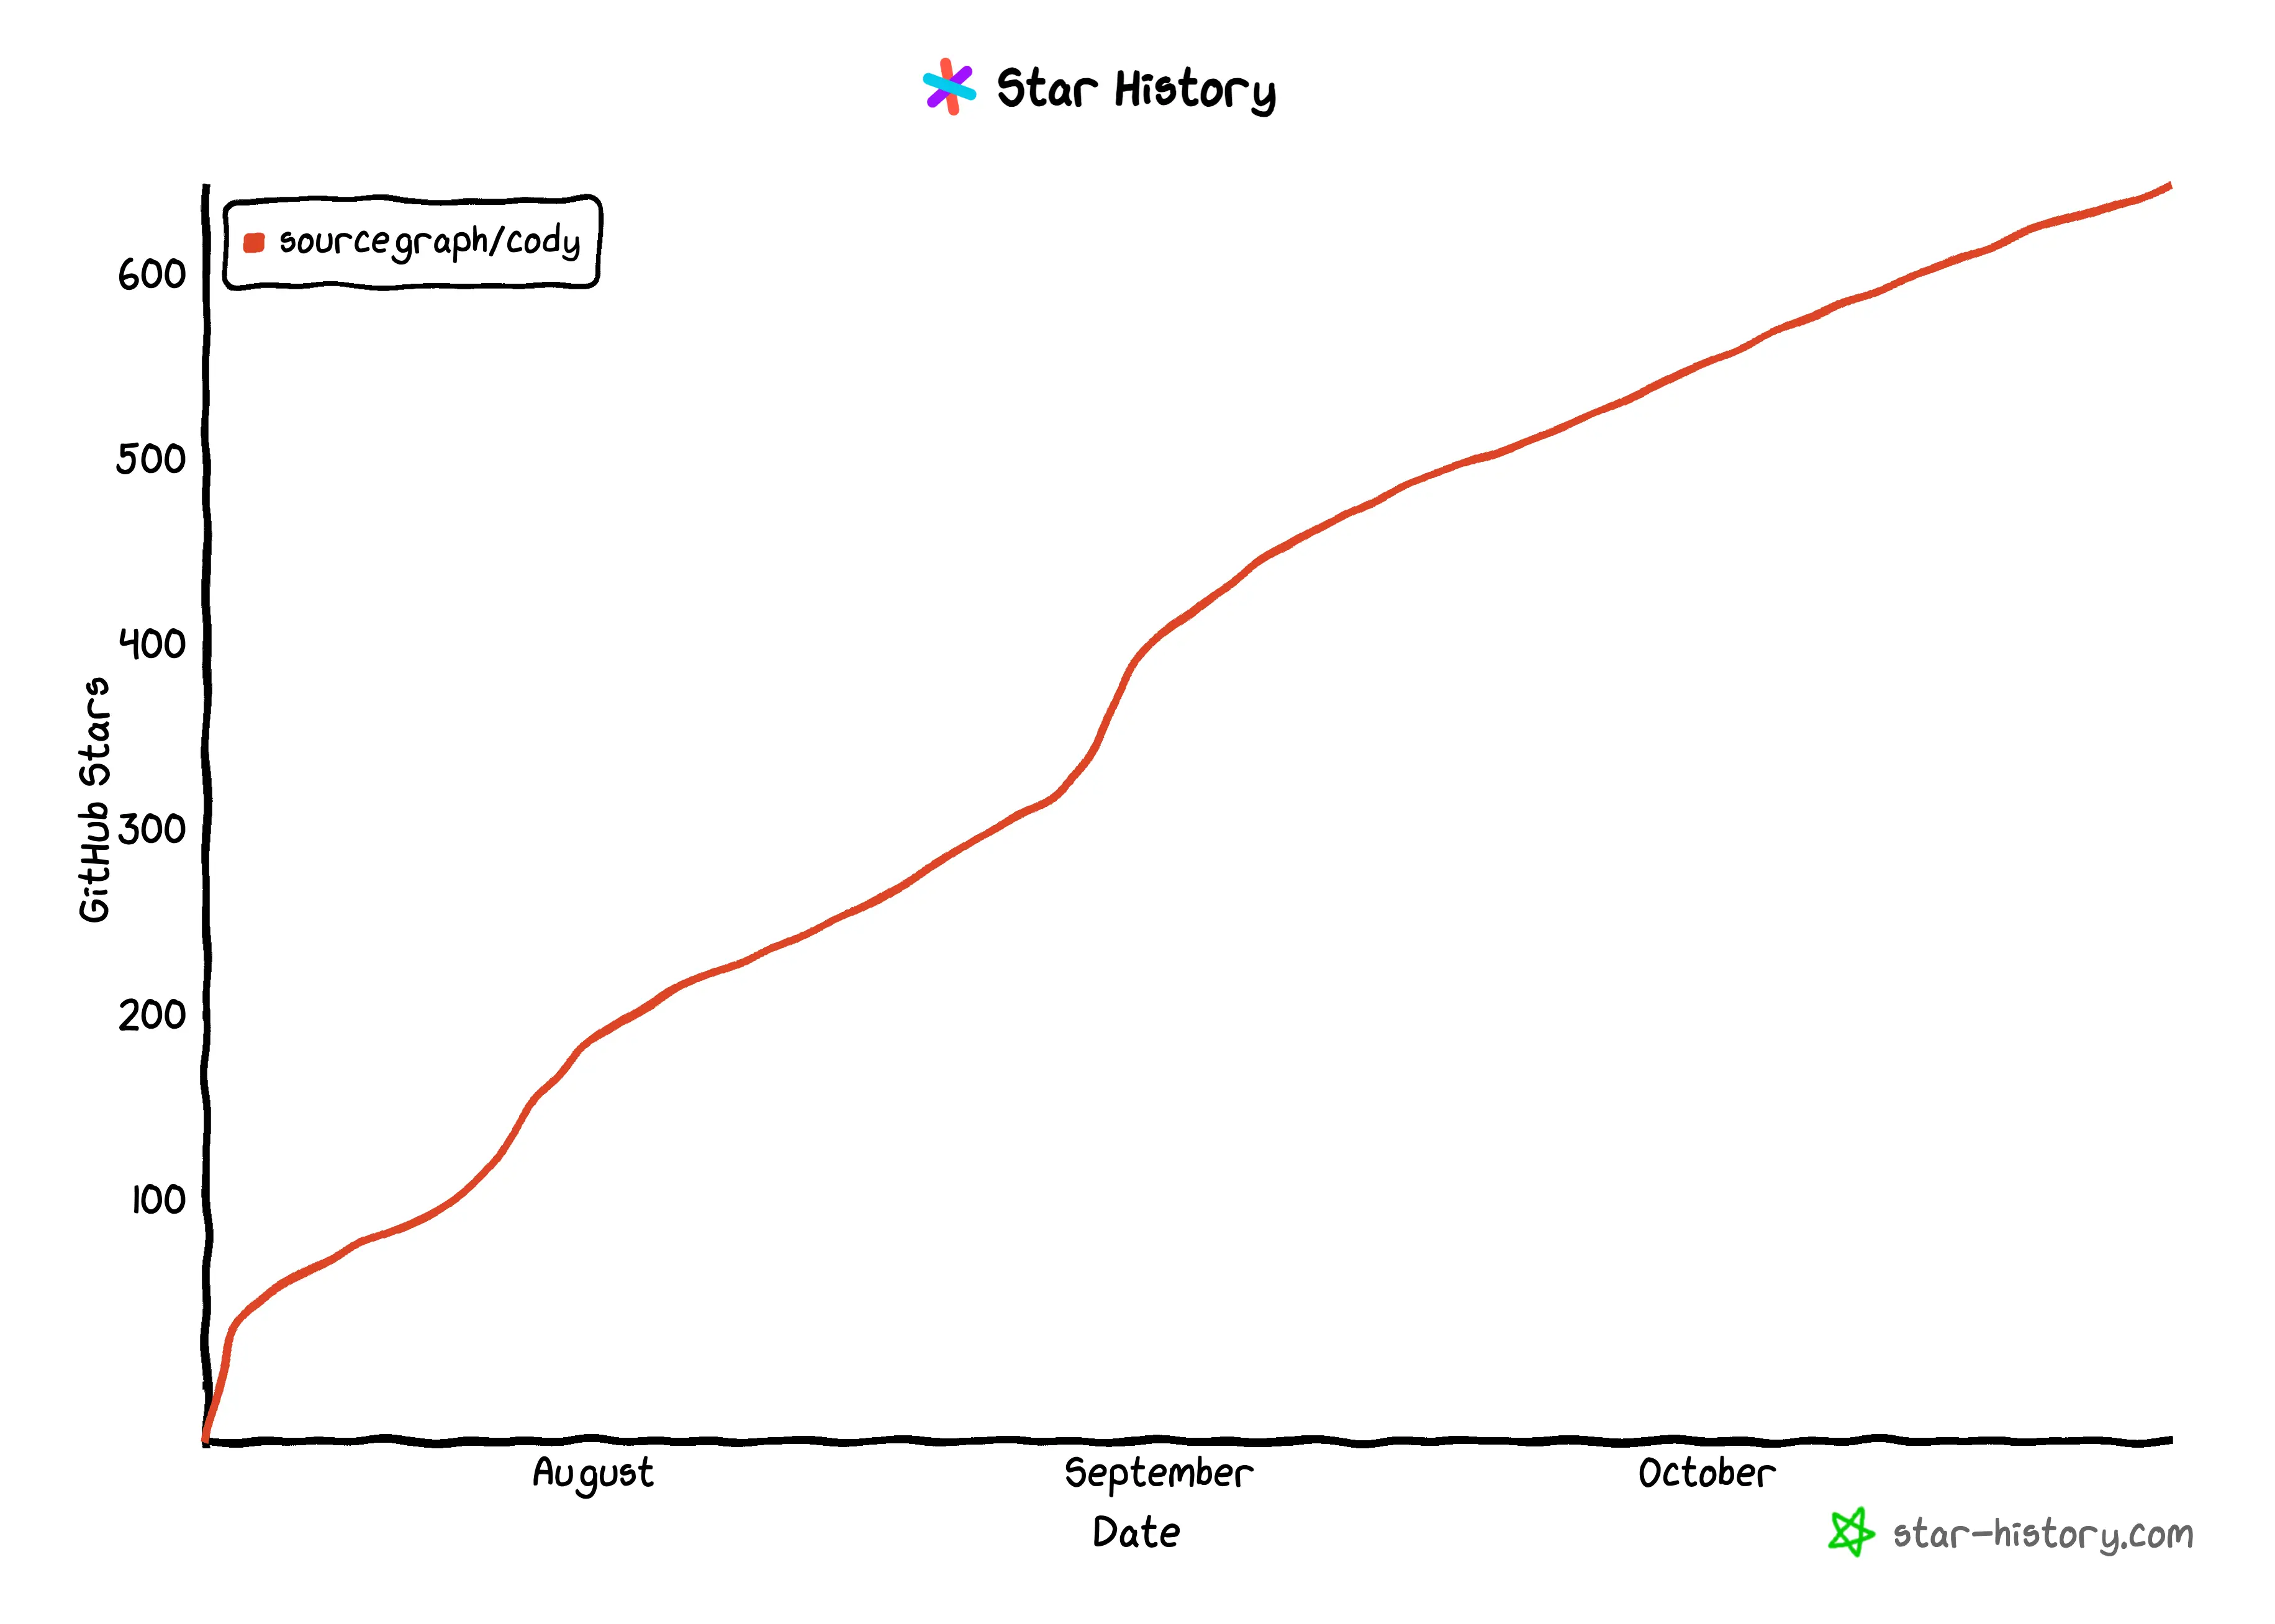 Star History
sourcegraph/cody
600
500
400
300
200
100
GitHub Stars
August
September
October
Date
star-history.com